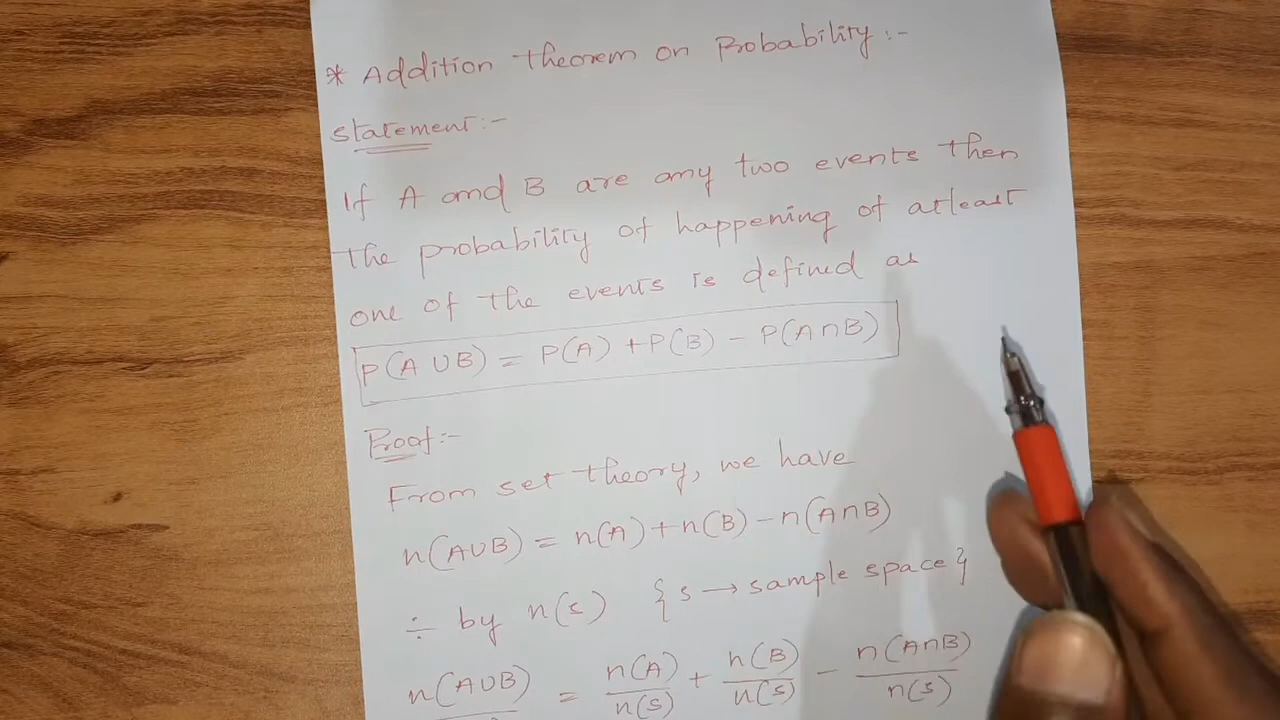 * Addition theorem on Probability :-
Statement :-
If A and B are any two events then
the probability of happening of atleast
one of the events is defined as
P(A ∪ B) = P(A) + P(B) - P(A ∩ B)
Proof :-
From set theory, we have
n(A∪B) = n(A) + n(B) - n(A∩B)
÷ by n(s) {s → sample space}
n(A∪B) = n(A)/n(s) + n(B)/n(s) - n(A∩B)/n(s)